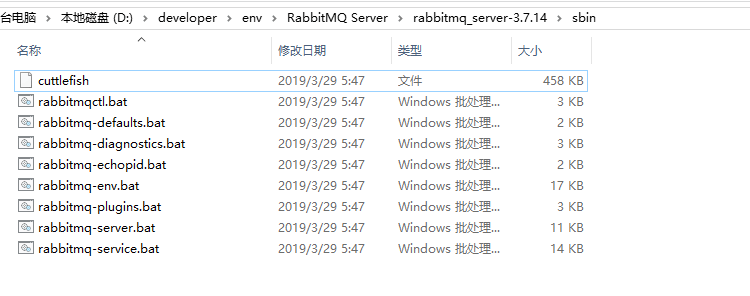 台电脑 > 本地磁盘 (D:) > developer > env > RabbitMQ Server > rabbitmq_server-3.7.14 > sbin
名称 修改日期 类型 大小
cuttlefish 2019/3/29 5:47 文件 458 KB
rabbitmqctl.bat 2019/3/29 5:47 Windows 批处理... 3 KB
rabbitmq-defaults.bat 2019/3/29 5:47 Windows 批处理... 2 KB
rabbitmq-diagnostics.bat 2019/3/29 5:47 Windows 批处理... 3 KB
rabbitmq-echopid.bat 2019/3/29 5:47 Windows 批处理... 2 KB
rabbitmq-env.bat 2019/3/29 5:47 Windows 批处理... 17 KB
rabbitmq-plugins.bat 2019/3/29 5:47 Windows 批处理... 3 KB
rabbitmq-server.bat 2019/3/29 5:47 Windows 批处理... 11 KB
rabbitmq-service.bat 2019/3/29 5:47 Windows 批处理... 14 KB